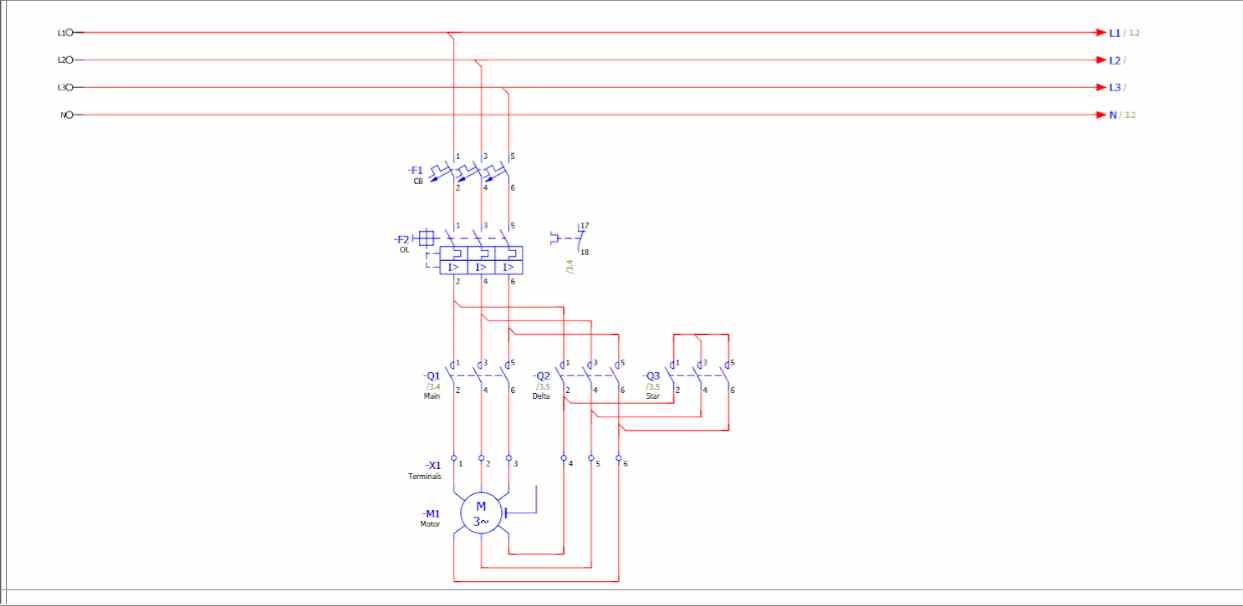 L1
L1 / 3.2
L2
L2 /
L3
L3 /
N
N / 3.2
1 3 5
-F1
CB
2 4 6
1 3 5 17
-F2
OL
18
I> I> I>
/3.4
2 4 6
1 3 5 1 3 5 1 3 5
-Q1 -Q2 -Q3
/3.4 /3.5 /3.5
2 4 6 2 4 6 2 4 6
Main Delta Star
-X1 1 2 3 4 5 6
Terminals
M
-M1
3~
Motor